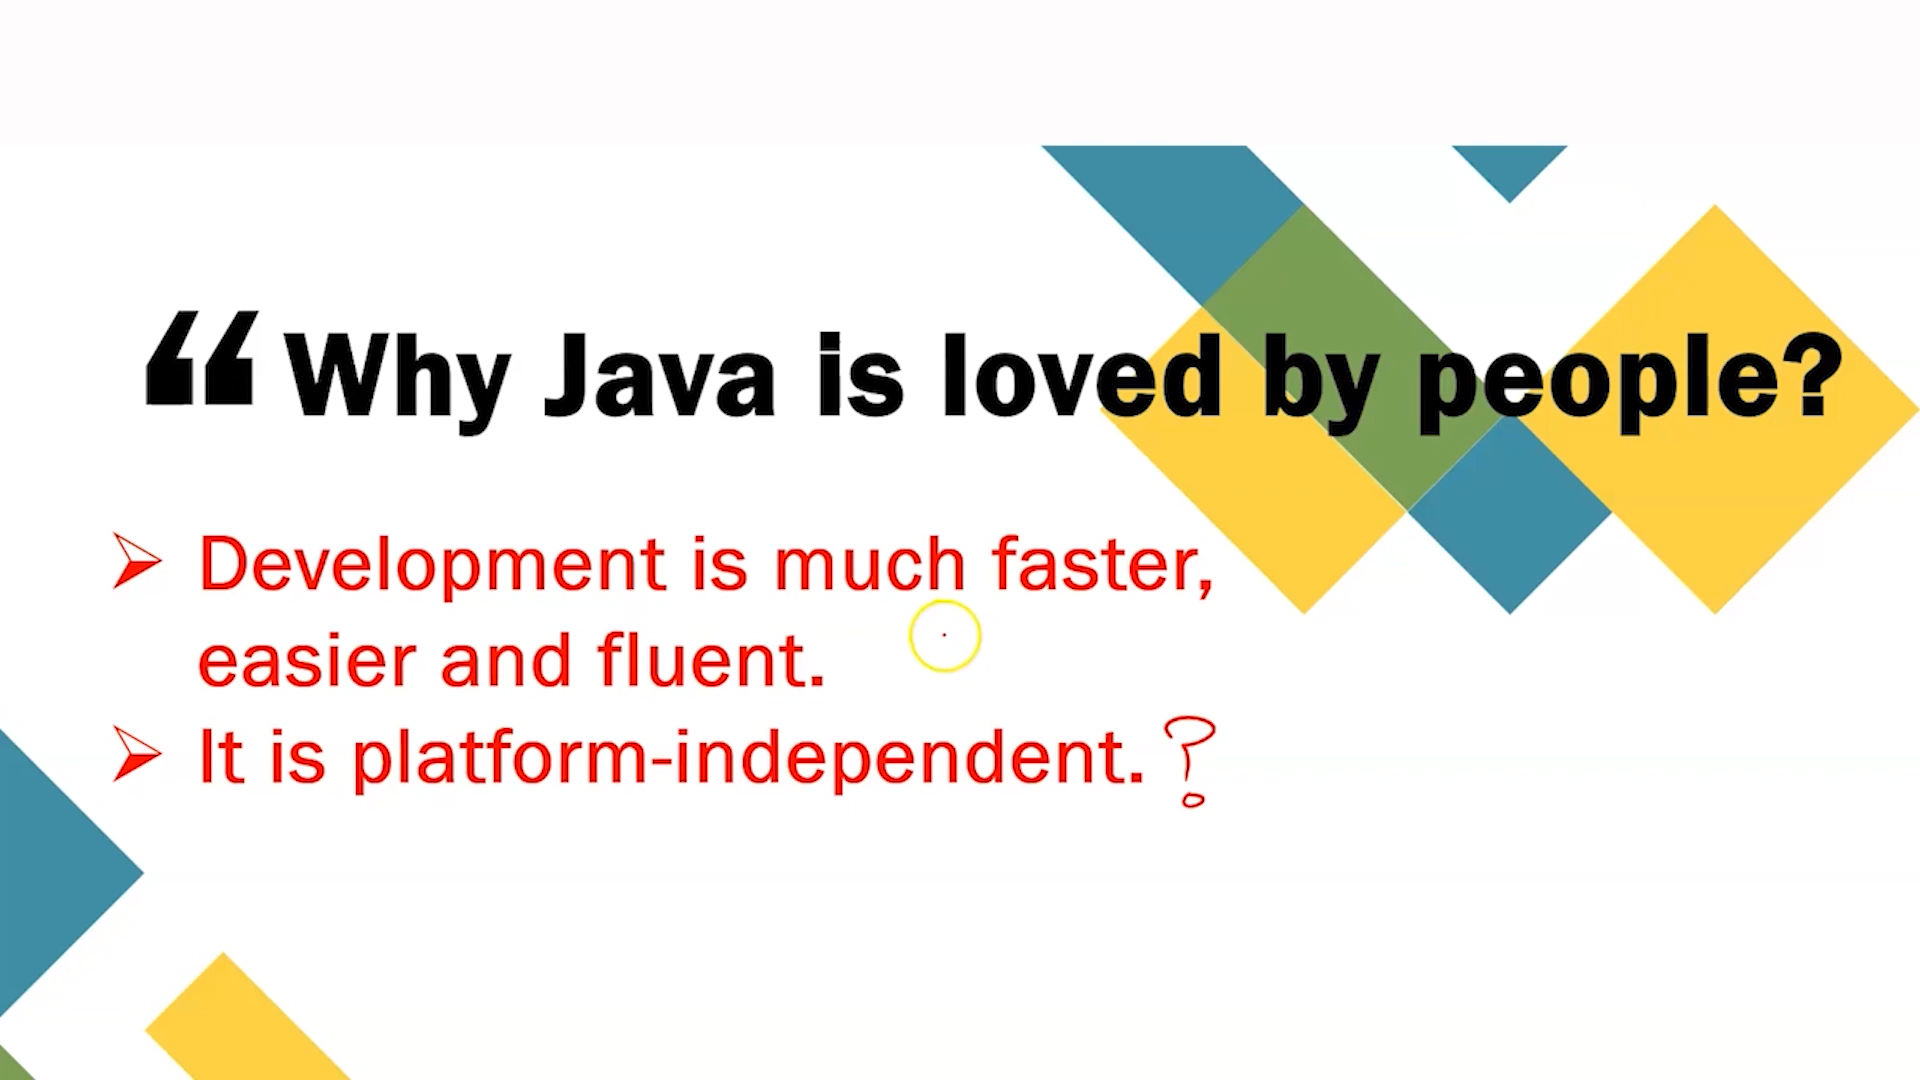 “ Why Java is loved by people?
➢ Development is much faster,
easier and fluent.
➢ It is platform-independent. ?